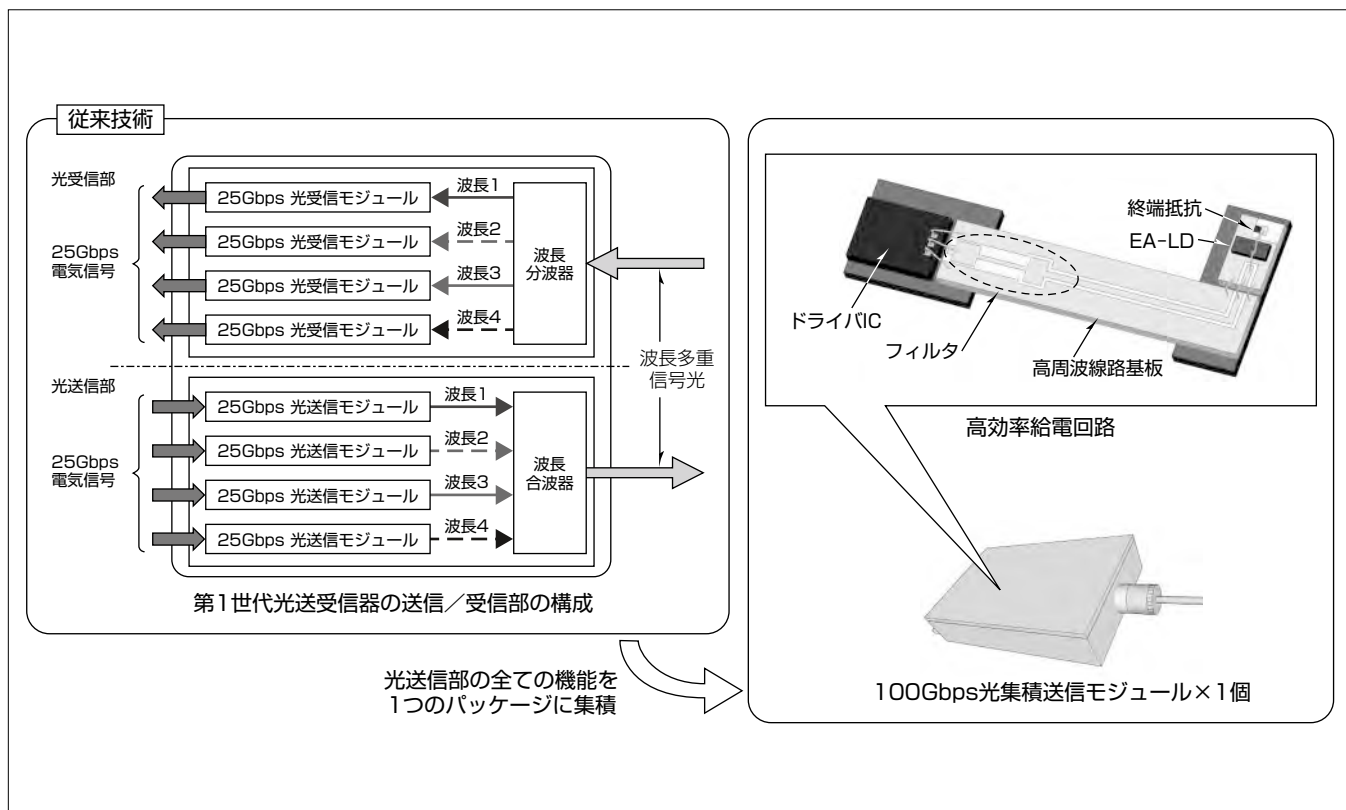 従来技術
光受信部
25Gbps
電気信号
25Gbps 光受信モジュール
25Gbps 光受信モジュール
25Gbps 光受信モジュール
25Gbps 光受信モジュール
波長1
波長2
波長3
波長4
波長
分波器
波長多重
信号光
光送信部
25Gbps
電気信号
25Gbps 光送信モジュール
25Gbps 光送信モジュール
25Gbps 光送信モジュール
25Gbps 光送信モジュール
波長1
波長2
波長3
波長4
波長
合波器
第1世代光送受信器の送信／受信部の構成
光送信部の全ての機能を
1つのパッケージに集積
終端抵抗
EA-LD
ドライバIC
フィルタ
高周波線路基板
高効率給電回路
100Gbps光集積送信モジュール×1個